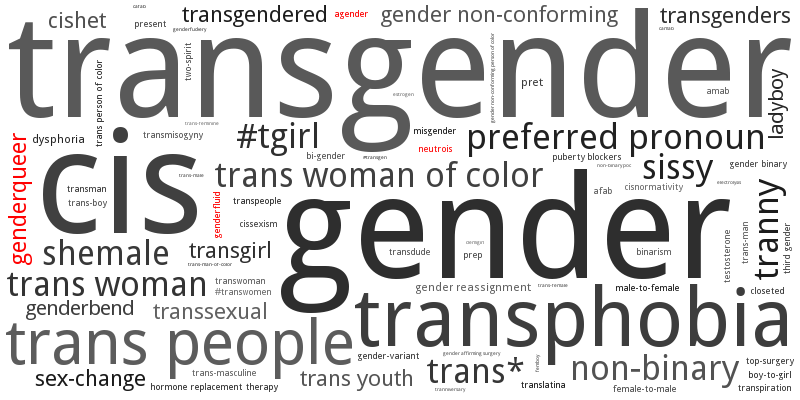 cishet
present
transgendered
agender
gender non-conforming
transgenders
genderfuckery
transgender
two-spirit
trans person of color
estrogen
gender non-conforming person of color
pret
amab
ladyboy
trans-feminine
dysphoria
transmisogyny
#tgirl
misgender
preferred pronoun
genderqueer
cis
bi-gender
#transgen
neutrois
puberty blockers
sissy
gender binary
transman
trans-boy
trans woman of color
afab
cisnormativity
genderfluid
transpeople
gender
tranny
cissexism
testosterone
trans-man
third gender
shemale
transgirl
transdude
prep
binarism
trans woman
transwoman
#transwomen
gender reassignment
male-to-female
closeted
genderbend
transsexual
transphobia
trans people
gender-variant
gender affirming surgery
trans*
femboy
non-binary
top-surgery
sex-change
trans-masculine
hormone replacement therapy
trans youth
translatina
female-to-male
boy-to-girl
transpiration